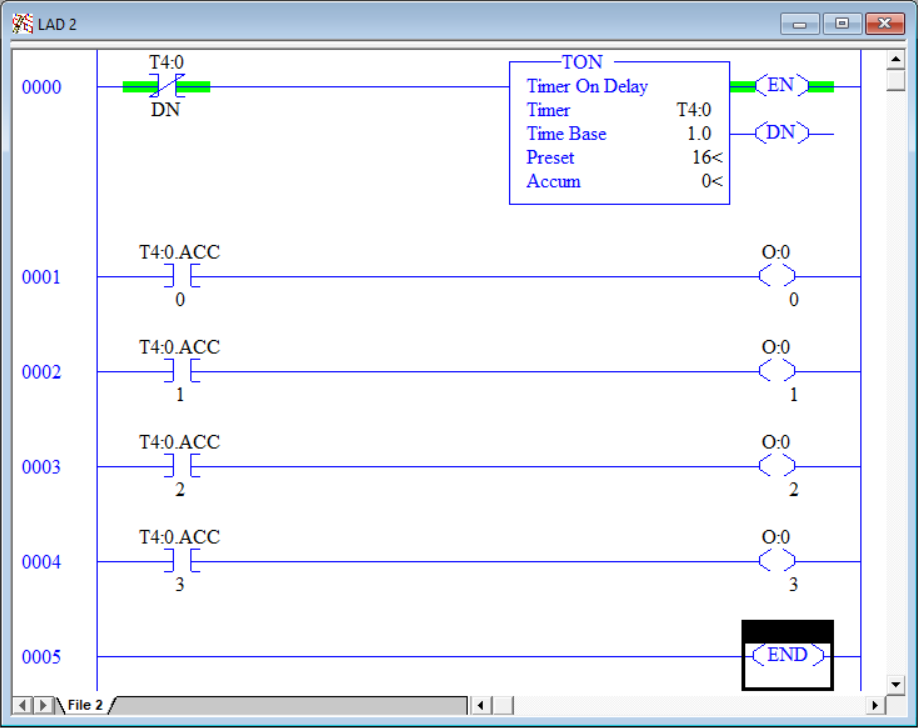 LAD 2
T4:0
TON
0000
Timer On Delay
EN
DN
Timer T4:0
Time Base 1.0
DN
Preset 16<
Accum 0<
T4:0.ACC O:0
0001
0 0
T4:0.ACC O:0
0002
1 1
T4:0.ACC O:0
0003
2 2
T4:0.ACC O:0
0004
3 3
0005
END
File 2